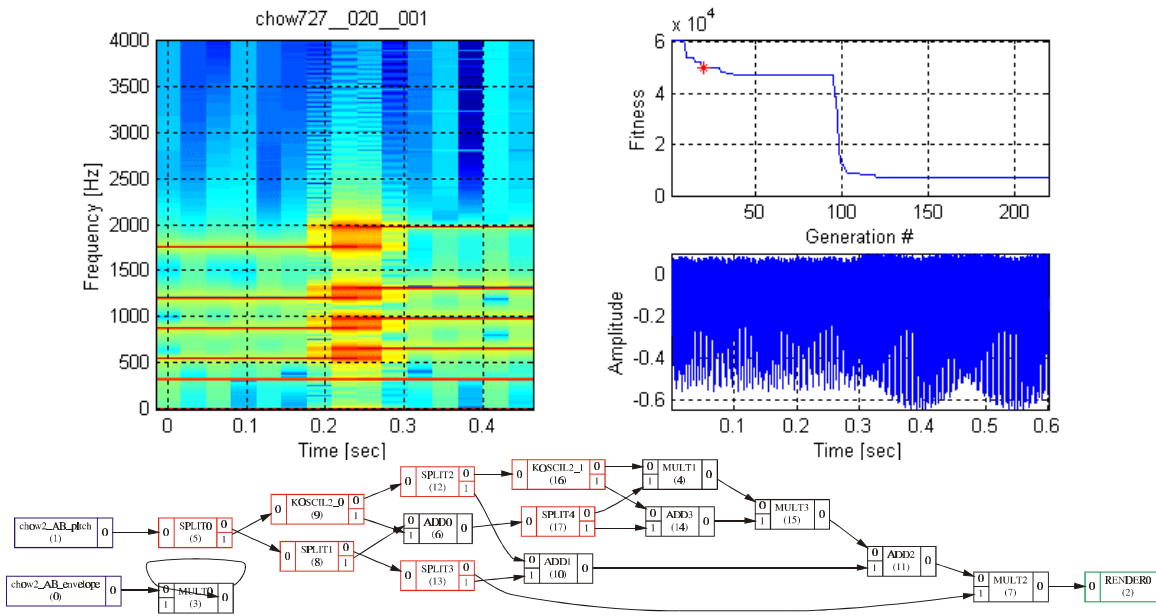 chow727__020__001
4000
3500
3000
2500
2000
1500
1000
500
0
Frequency [Hz]
0 0.1 0.2 0.3 0.4
Time [sec]
x 10^4
6
4
2
0
Fitness
50 100 150 200
Generation #
0
-0.2
-0.4
-0.6
Amplitude
0.1 0.2 0.3 0.4 0.5 0.6
Time [sec]
chow2_AB_pitch
(1)
0
0 SPLIT0 0
(5) 1
0 KOSCIL2_0 0
(9) 1
0 SPLIT1 0
(8) 1
0 SPLIT2 0
(12) 1
0 ADD0 0
1 (6)
0 SPLIT3 0
(13) 1
0 KOSCIL2_1 0
(16) 1
0 SPLIT4 0
(17) 1
0 ADD1 0
1 (10)
0 MULT1 0
1 (4)
0 ADD3 0
1 (14)
0 MULT3 0
1 (15)
0 ADD2 0
1 (11)
0 MULT2 0
1 (7)
0 RENDER0
(2)
chow2_AB_envelope
(0)
0
0 MULT0 0
1 (3)